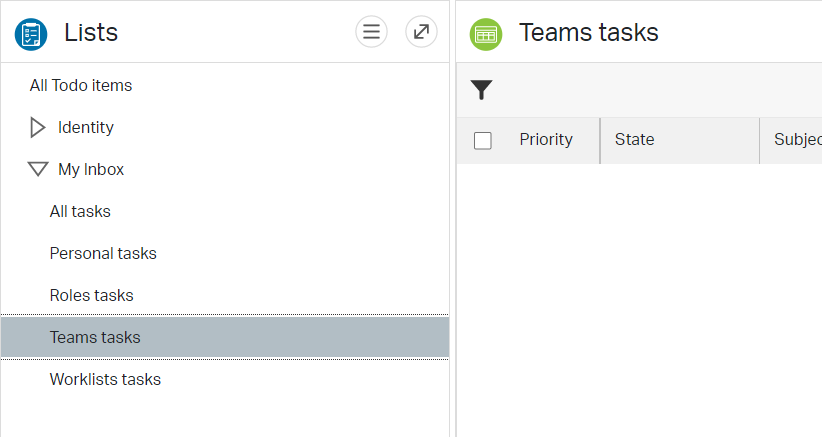 Lists
All Todo items
Identity
My Inbox
All tasks
Personal tasks
Roles tasks
Teams tasks
Worklists tasks
Teams tasks
Priority State Subjec